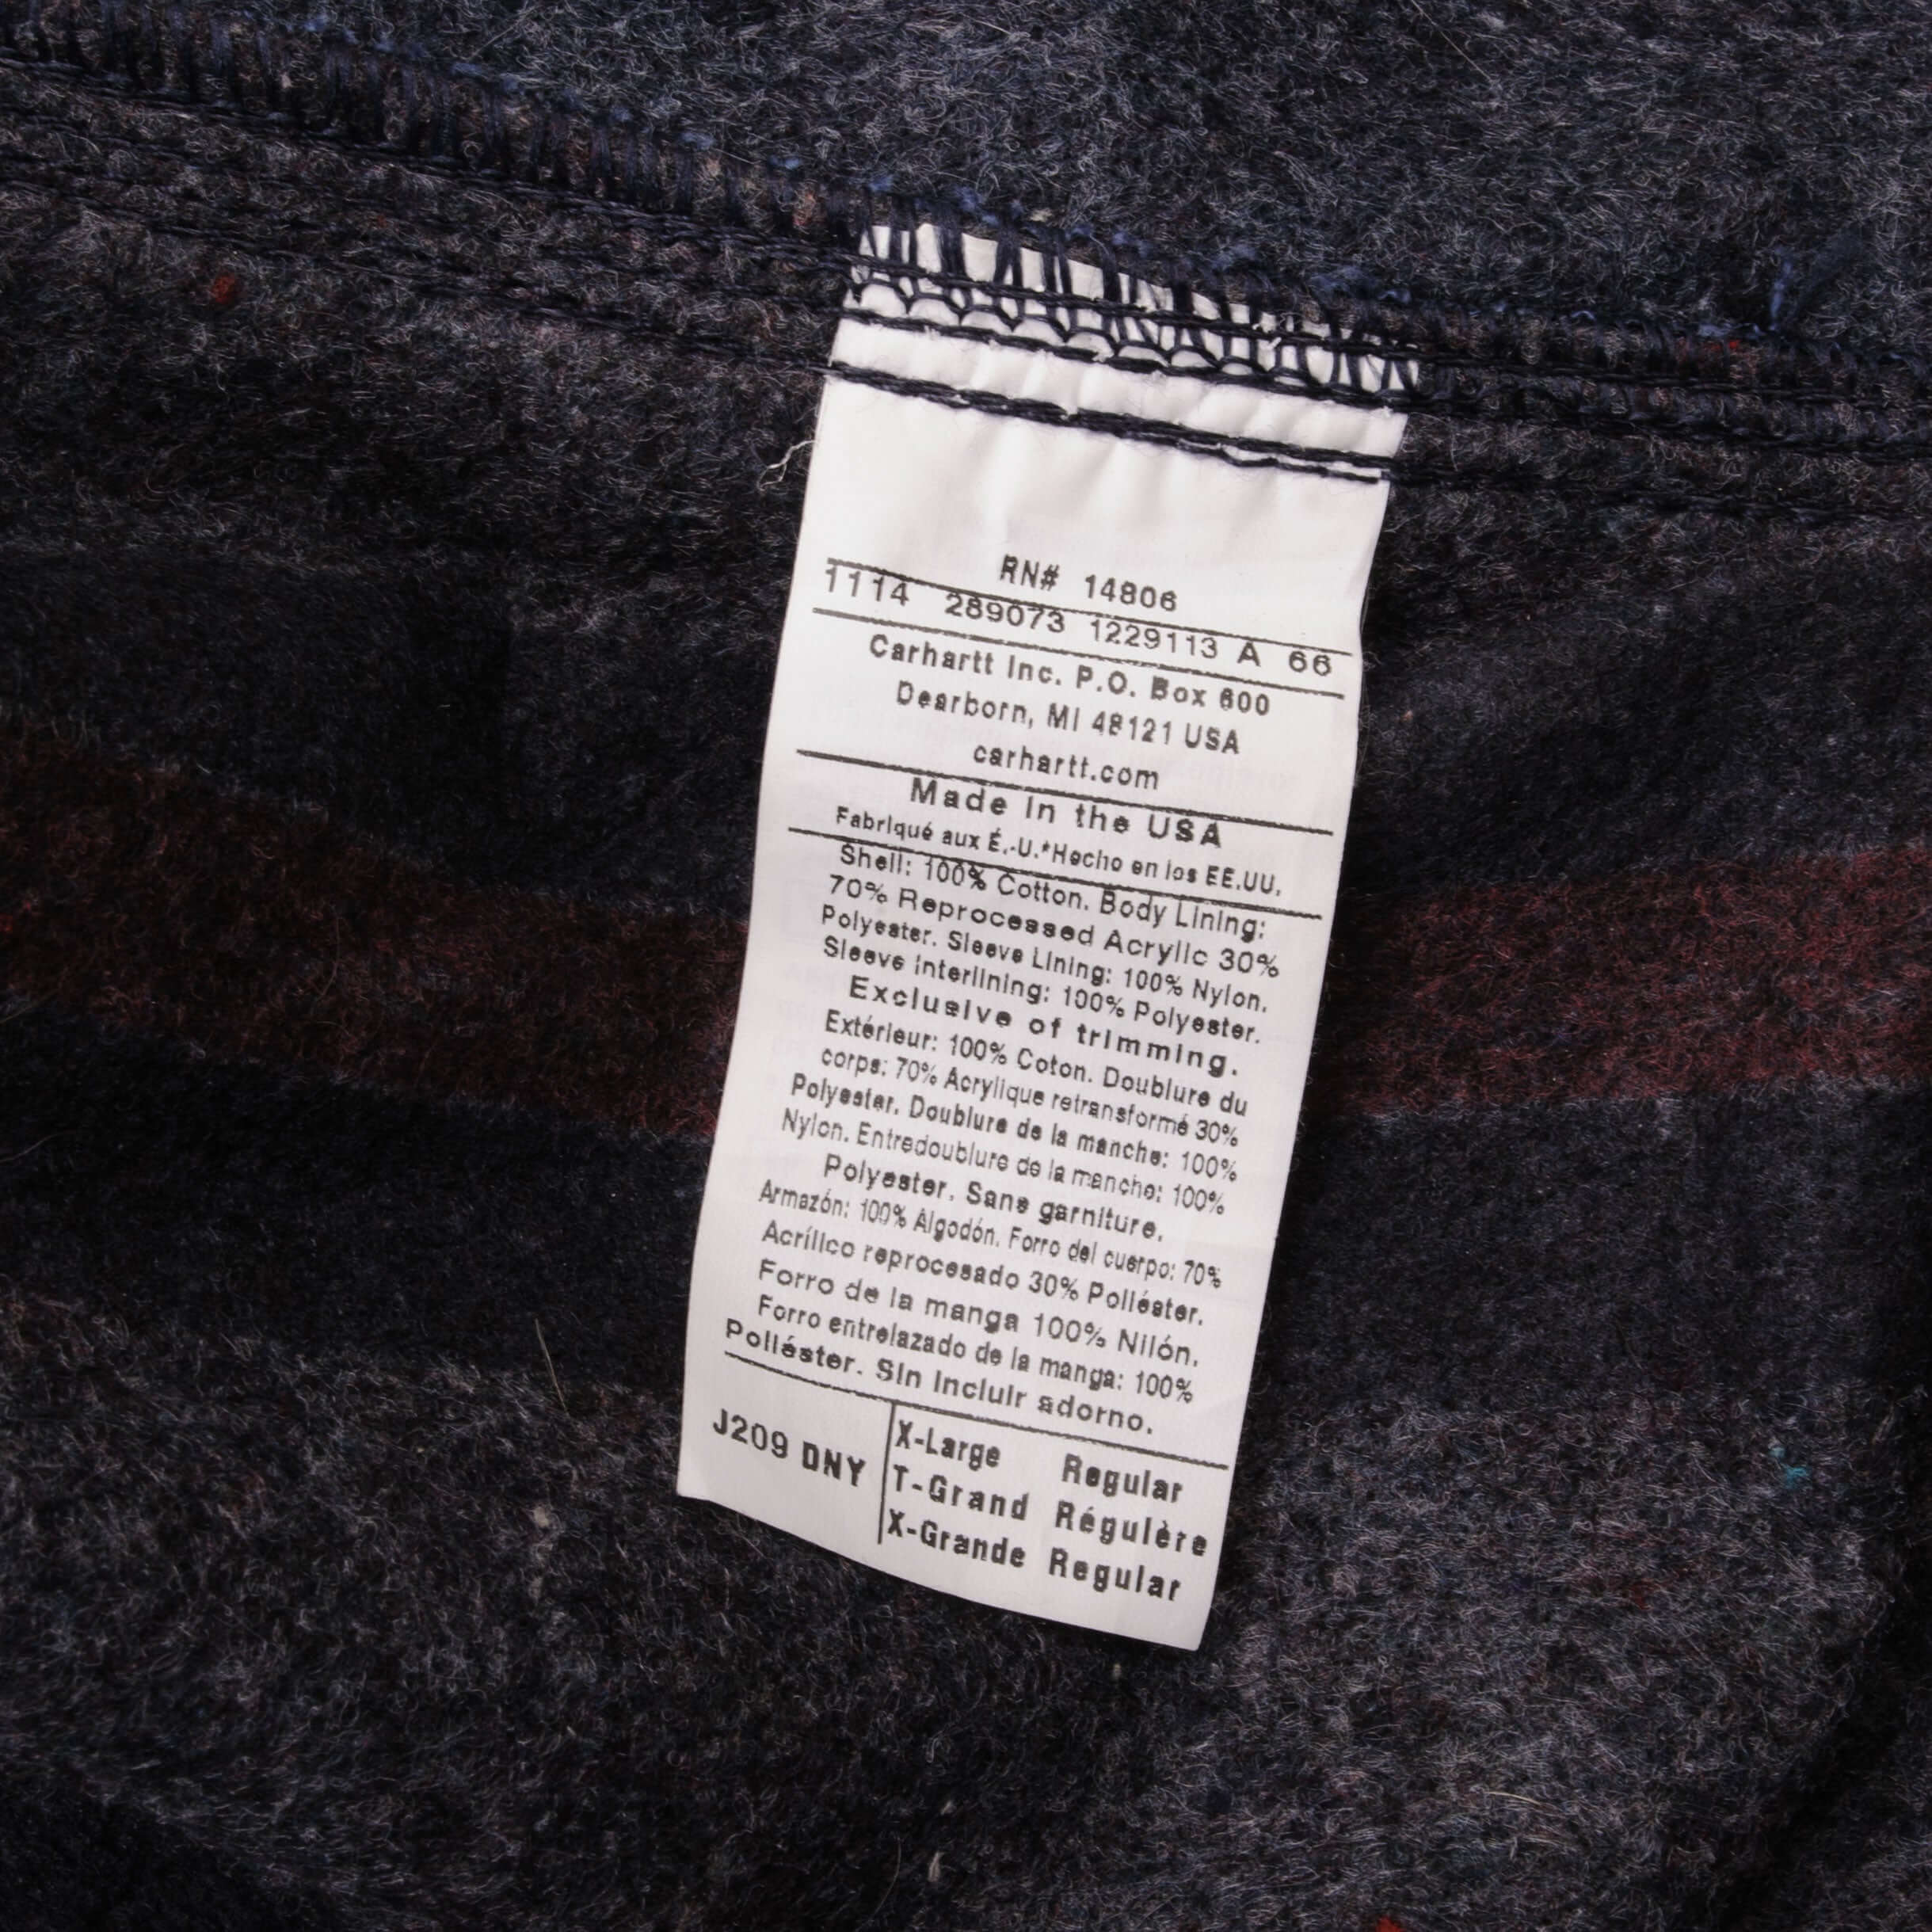 RN# 14806
1114 289073 1229113 A 66
Carhartt Inc. P.O. Box 600
Dearborn, MI 48121 USA
carhartt.com
Made in the USA
Fabriqué aux É.-U.*Hecho en los EE.UU.
Shell: 100% Cotton. Body Lining:
70% Reprocessed Acrylic 30%
Polyester. Sleeve Lining: 100% Nylon.
Sleeve Interlining: 100% Polyester.
Exclusive of trimming.
Extérieur: 100% Coton. Doublure du
corps: 70% Acrylique retransformé 30%
Polyester. Doublure de la manche: 100%
Nylon. Entredoublure de la manche: 100%
Polyester. Sans garniture.
Armazón: 100% Algodón. Forro del cuerpo: 70%
Acrílico reprocesado 30% Poliéster.
Forro de la manga 100% Nilón.
Forro entrelazado de la manga: 100%
Poliéster. Sin incluir adorno.
J209 DNY
X-Large Regular
T-Grand Régulère
X-Grande Regular